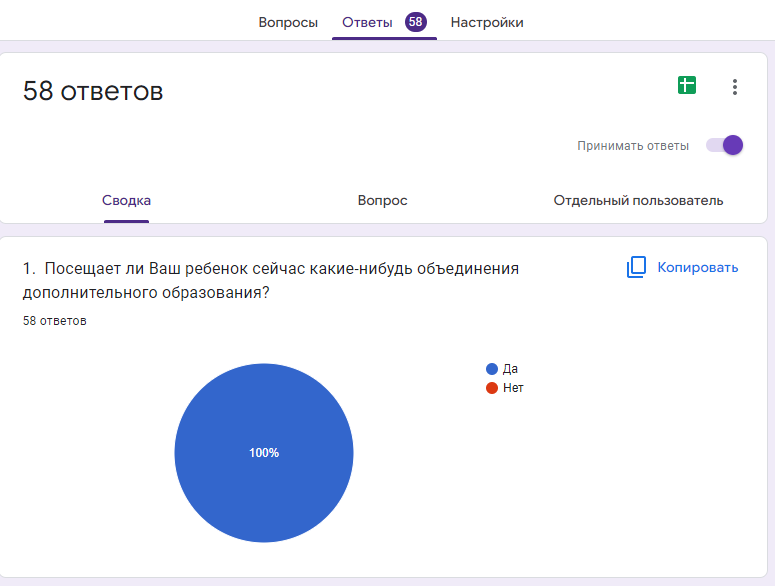 Вопросы Ответы 58 Настройки
58 ответов
Принимать ответы
Сводка Вопрос Отдельный пользователь
1. Посещает ли Ваш ребенок сейчас какие-нибудь объединения
дополнительного образования?
Копировать
58 ответов
Да
Нет
100%